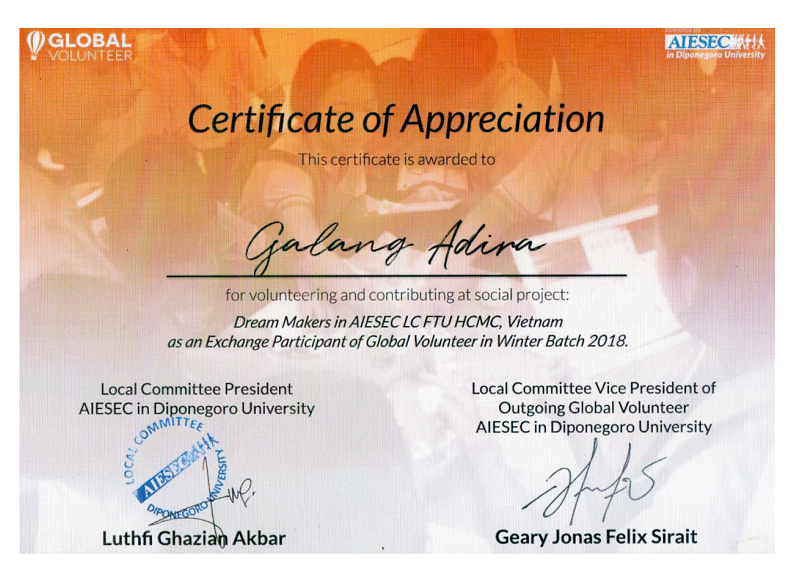 GLOBAL
VOLUNTEER
powered by
AIESEC
in Diponegoro University
Certificate of Appreciation
This certificate is awarded to
Galang Adira
for volunteering and contributing at social project:
Dream Makers in AIESEC LC FTU HCMC, Vietnam
as an Exchange Participant of Global Volunteer in Winter Batch 2018.
Local Committee President
AIESEC in Diponegoro University
LOCAL COMMITTEE
AIESEC
DIPONEGORO UNIVERSITY
Luthfi Ghazian Akbar
Local Committee Vice President of
Outgoing Global Volunteer
AIESEC in Diponegoro University
Geary Jonas Felix Sirait